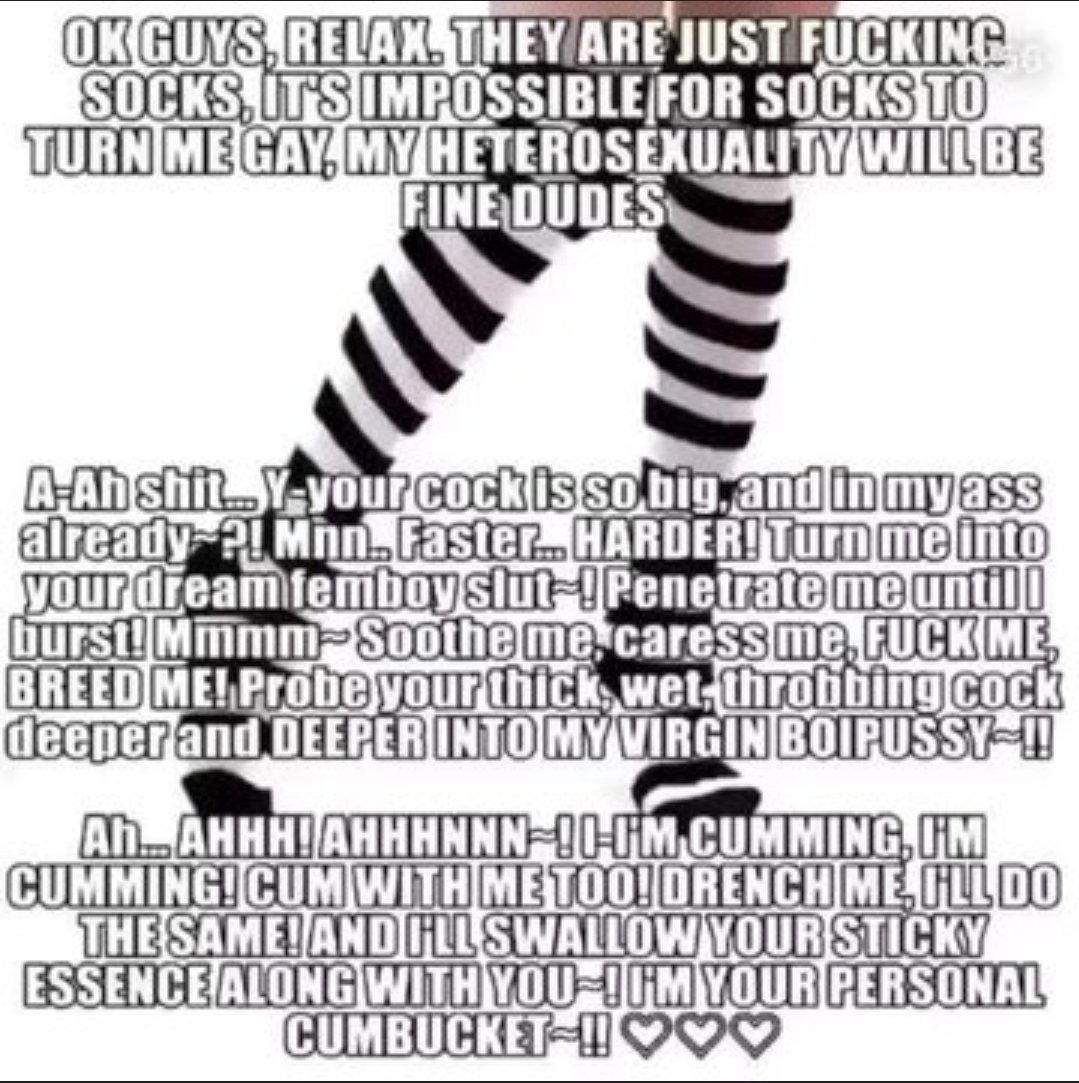 OK GUYS, RELAX. THEY ARE JUST FUCKING
SOCKS, IT'S IMPOSSIBLE FOR SOCKS TO
TURN ME GAY, MY HETEROSEXUALITY WILL BE
FINE DUDES
A-Ah shit... Y-your cock is so big, and in my ass
already~?! Mnn.. Faster... HARDER! Turn me into
your dream femboy slut~! Penetrate me until I
burst! Mmmm~ Soothe me, caress me, FUCK ME,
BREED ME! Probe your thick, wet, throbbing cock
deeper and DEEPER INTO MY VIRGIN BOIPUSSY~!!
Ah... AHHH! AHHHNNN~! I-I'M CUMMING, I'M
CUMMING! CUM WITH ME TOO! DRENCH ME, I'LL DO
THE SAME! AND I'LL SWALLOW YOUR STICKY
ESSENCE ALONG WITH YOU~! I'M YOUR PERSONAL
CUMBUCKET~!! ♡♡♡